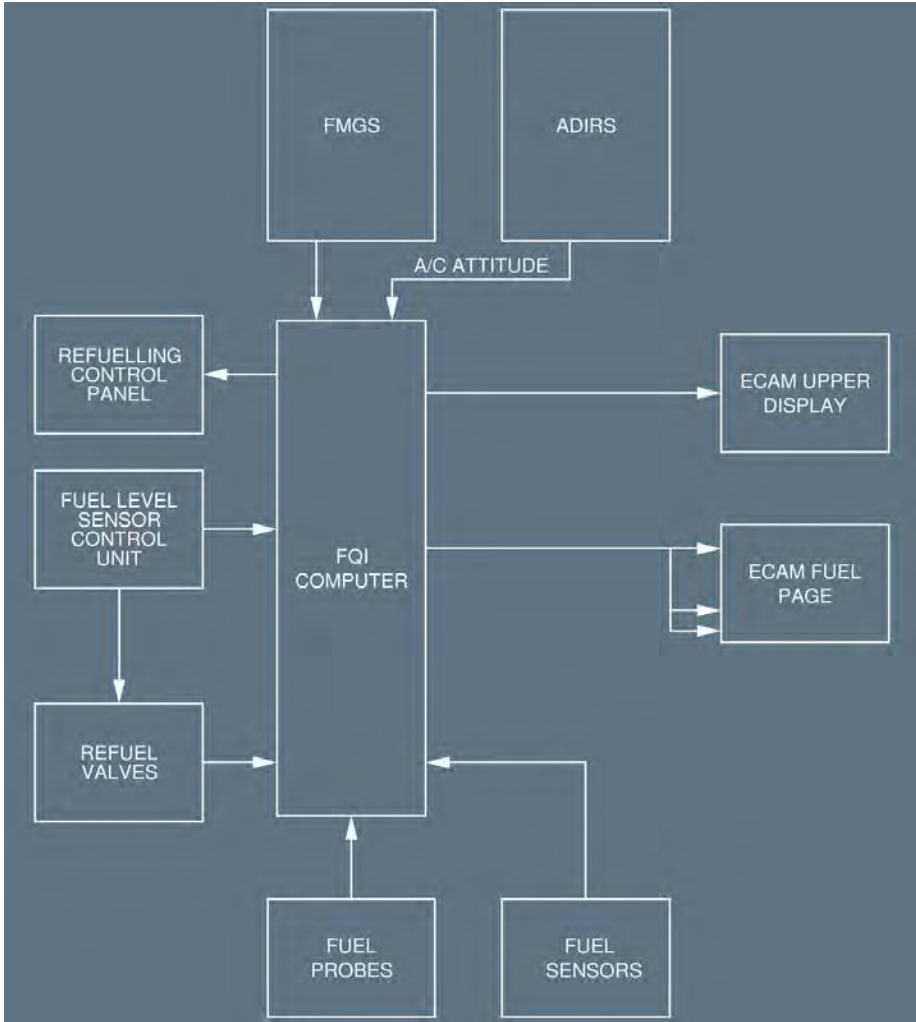 FMGS
ADIRS
A/C ATTITUDE
REFUELLING
CONTROL
PANEL
ECAM UPPER
DISPLAY
FUEL LEVEL
SENSOR
CONTROL
UNIT
FQI
COMPUTER
ECAM FUEL
PAGE
REFUEL
VALVES
FUEL
PROBES
FUEL
SENSORS